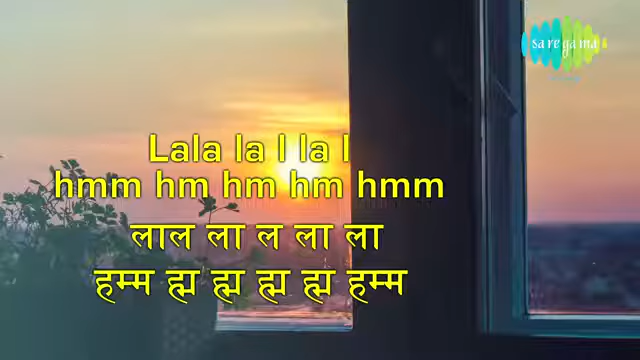 saregama
Lala la l la l
hmm hm hm hm hmm
लाल ला ल ला ला
हम्म ह्म ह्म ह्म ह्म हम्म